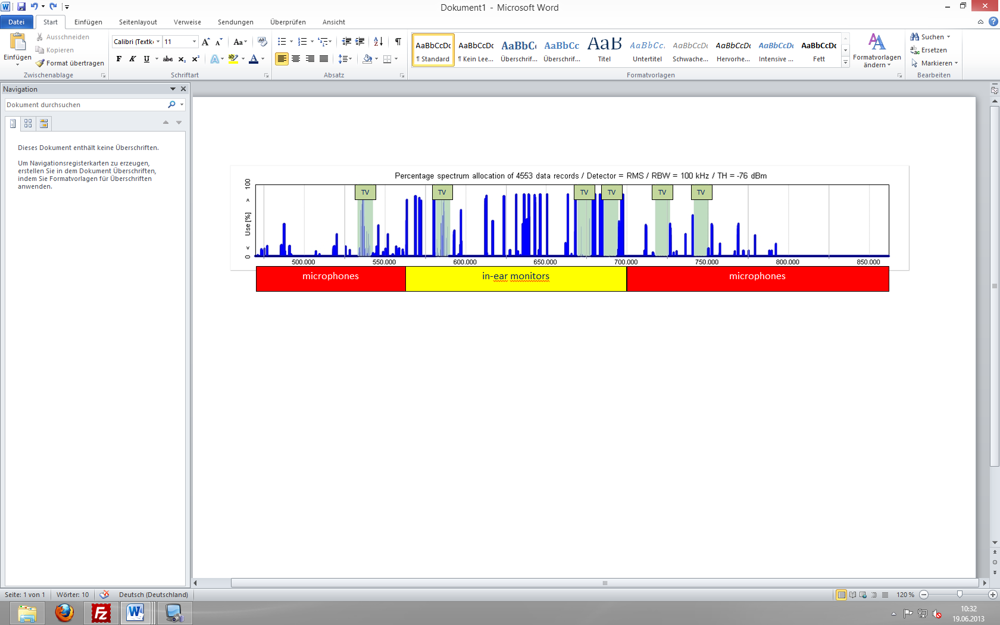 Dokument1 - Microsoft Word
Datei Start Einfügen Seitenlayout Verweise Sendungen Überprüfen Ansicht
Einfügen
Ausschneiden
Kopieren
Format übertragen
Zwischenablage
Calibri (Textk 11
F K U abc x₂ x² A aby A
Schriftart
Absatz
AaBbCcDc AaBbCcDc AaBbC AaBbCc AaB AaBbCc. AaBbCcDc AaBbCcDc AaBbCcDc AaBbCcDc
¶ Standard ¶ Kein Lee... Überschrif... Überschrif... Titel Untertitel Schwache... Hervorhe... Intensive ... Fett
Formatvorlagen
ändern
Formatvorlagen
Suchen
Ersetzen
Markieren
Bearbeiten
Navigation
Dokument durchsuchen
Dieses Dokument enthält keine Überschriften.
Um Navigationsregisterkarten zu erzeugen,
erstellen Sie in dem Dokument Überschriften,
indem Sie Formatvorlagen für Überschriften
anwenden.
Percentage spectrum allocation of 4553 data records / Detector = RMS / RBW = 100 kHz / TH = -76 dBm
0 < Use [%] > 100
TV TV TV TV TV TV
500.000 550.000 600.000 650.000 700.000 750.000 800.000 850.000
microphones in-ear monitors microphones
Seite: 1 von 1 Wörter: 10 Deutsch (Deutschland) 120 %
10:32
19.06.2013